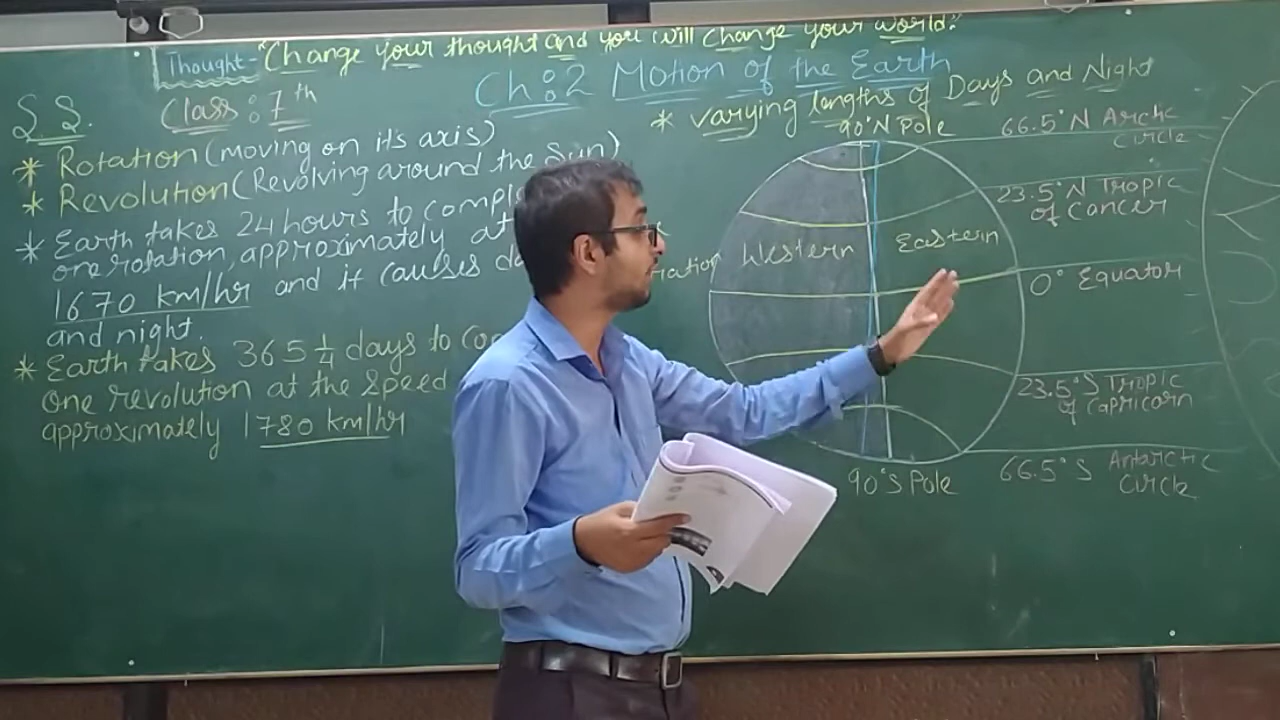 Thought - "Change your thought and you will change your world."
Ch: 2 Motion of the Earth
S.S.
Class: 7th
* Rotation (moving on it's axis)
* Revolution (Revolving around the Sun)
* Earth takes 24 hours to
one rotation, approximately at
1670 km/hr and it causes
and night.
* Earth takes 365 1/4 days to
one revolution at the speed
approximately 1780 km/hr
* varying lengths of Days and Night
90°N Pole
66.5°N Arctic
circle
23.5°N Tropic
of Cancer
Western
Eastern
0° Equator
23.5°S Tropic
of Capricorn
90°S Pole
66.5°S Antarctic
Circle